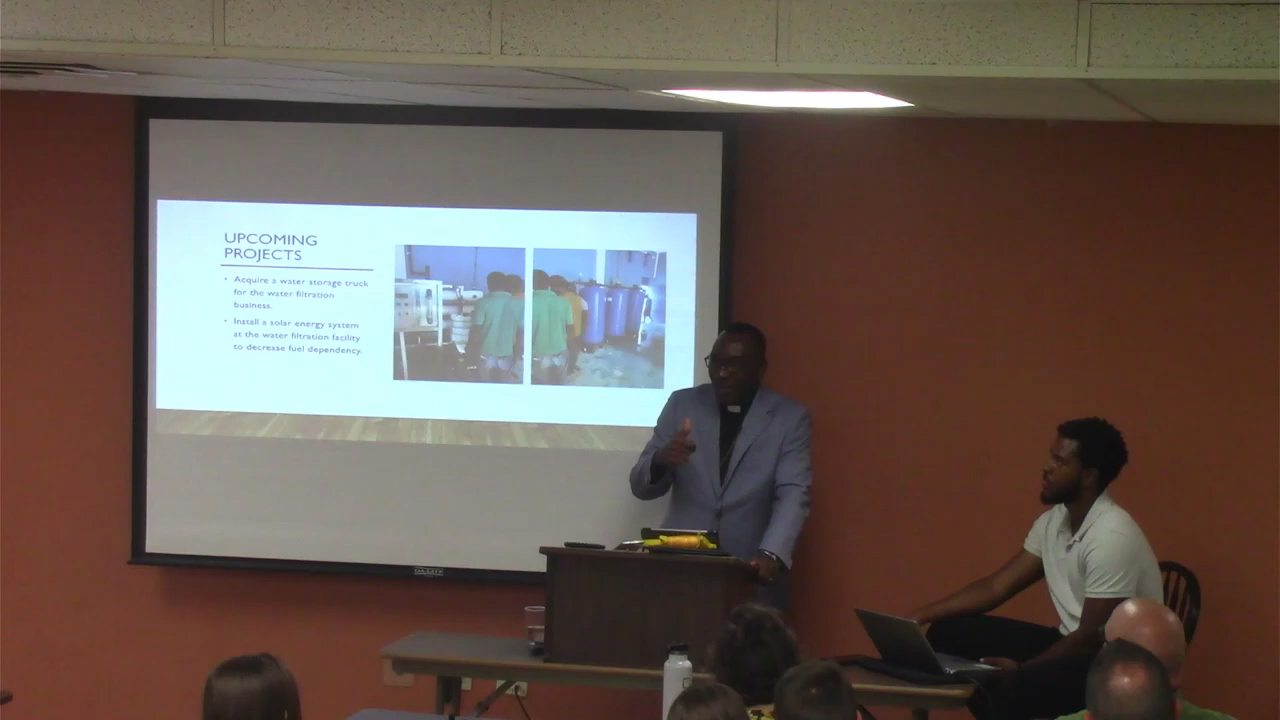 UPCOMING
PROJECTS
• Acquire a water storage truck
for the water filtration
business.
• Install a solar energy system
at the water filtration facility
to decrease fuel dependency.